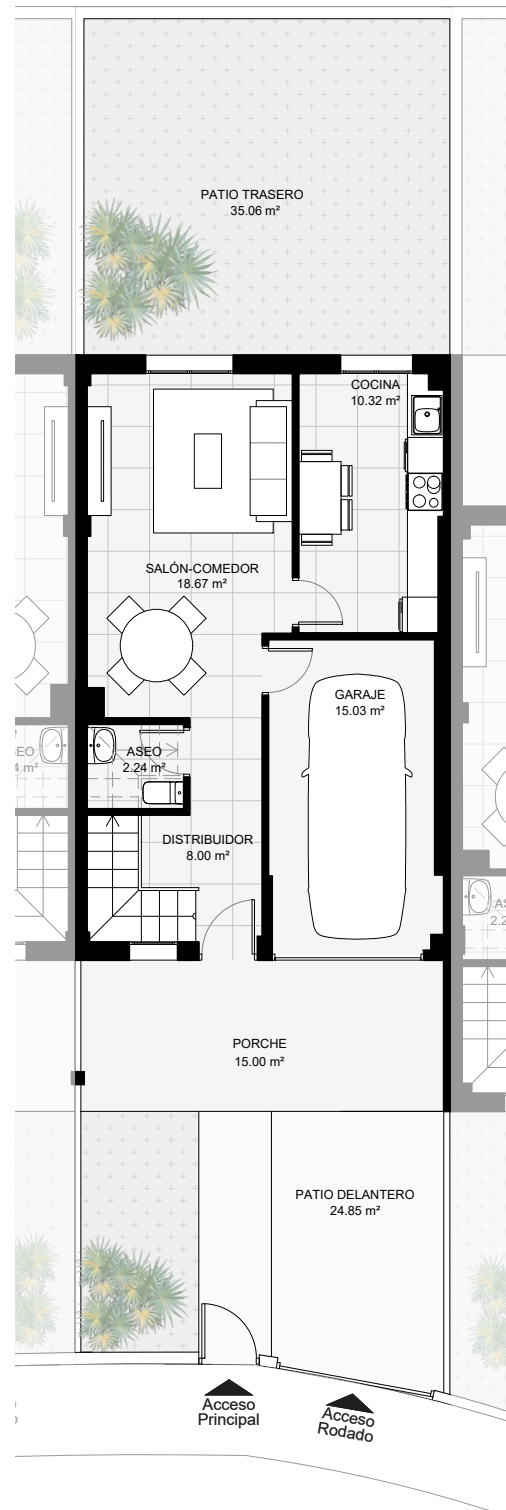 PATIO TRASERO
35.06 m²
COCINA
10.32 m²
SALÓN-COMEDOR
18.67 m²
GARAJE
15.03 m²
ASEO
2.24 m²
DISTRIBUIDOR
8.00 m²
PORCHE
15.00 m²
PATIO DELANTERO
24.85 m²
Acceso
Principal
Acceso
Rodado